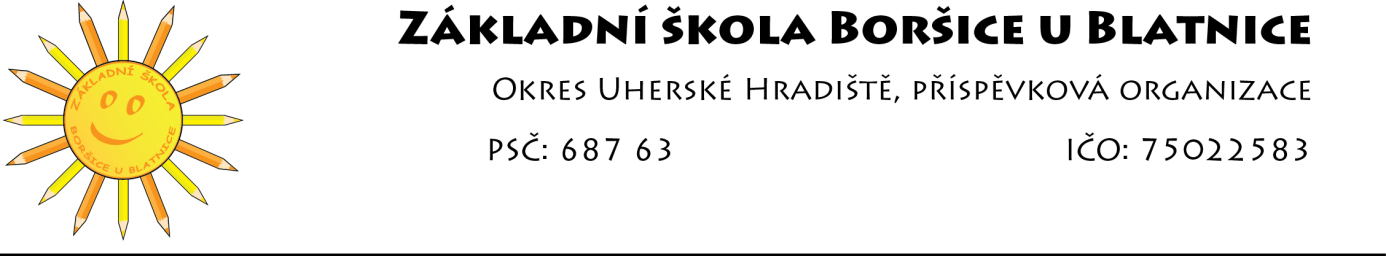 ZÁKLADNÍ ŠKOLA
BORŠICE U BLATNICE
ZÁKLADNÍ ŠKOLA BORŠICE U BLATNICE
OKRES UHERSKÉ HRADIŠTĚ, PŘÍSPĚVKOVÁ ORGANIZACE
PSČ: 687 63 IČO: 75022583